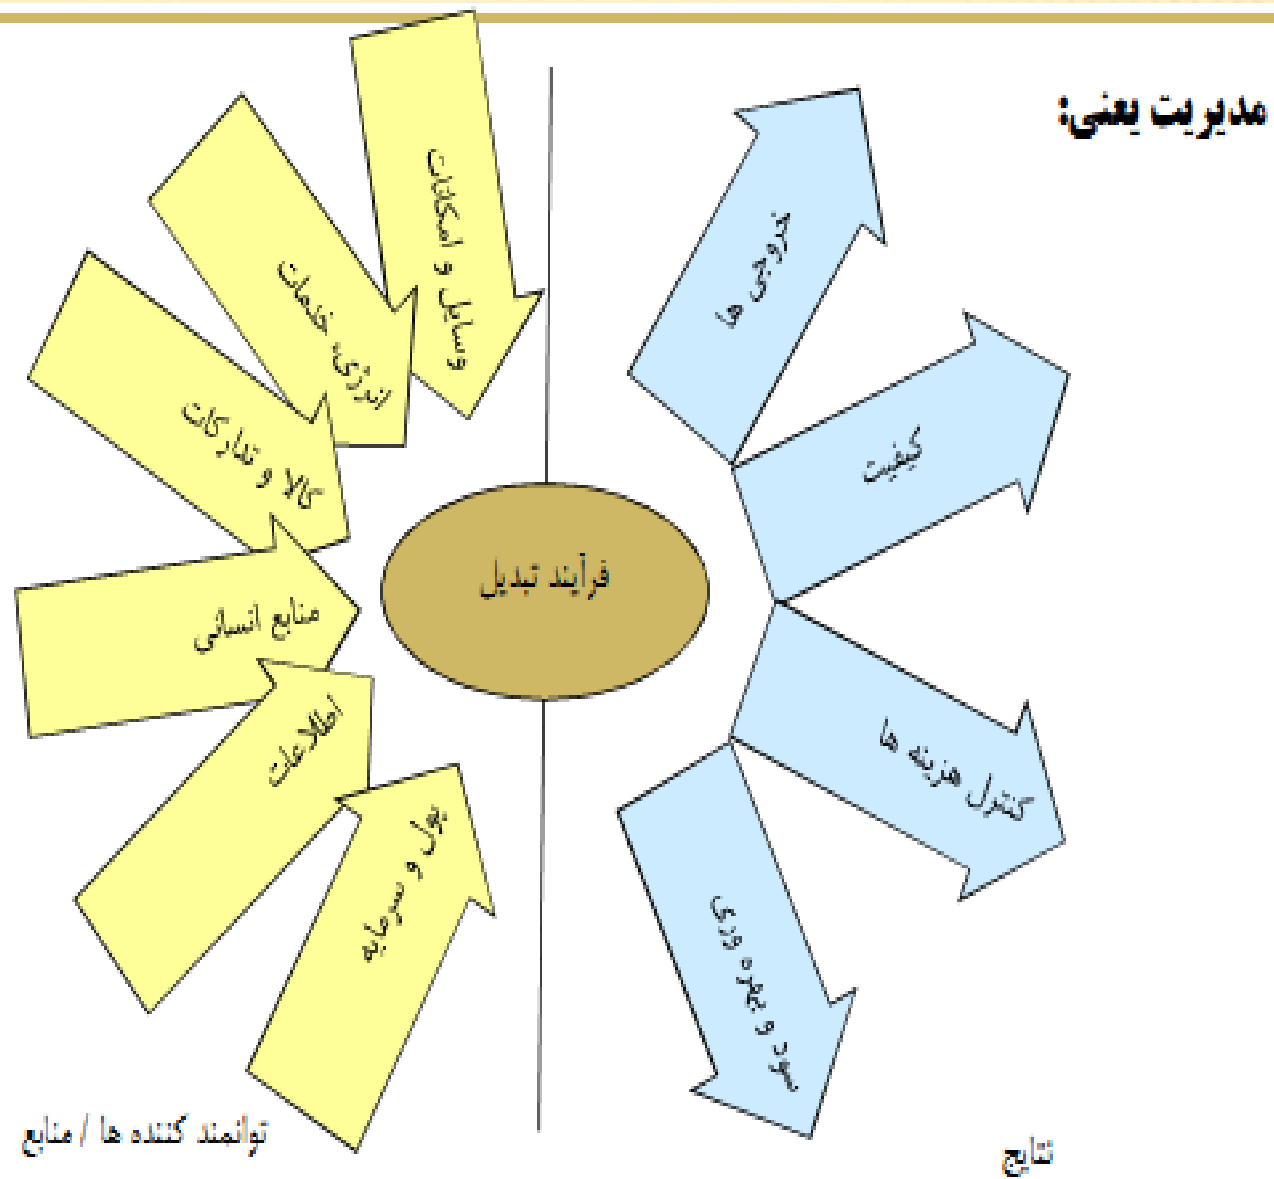 مدیریت یعنی:
وسایل و امکانات
انرژی، خدمات
کالا و تدارکات
منابع انسانی
اطلاعات
پول و سرمایه
فرآیند تبدیل
خروجی ها
کیفیت
کنترل هزینه ها
سود و بهره وری
توانمند کننده ها / منابع
نتایج